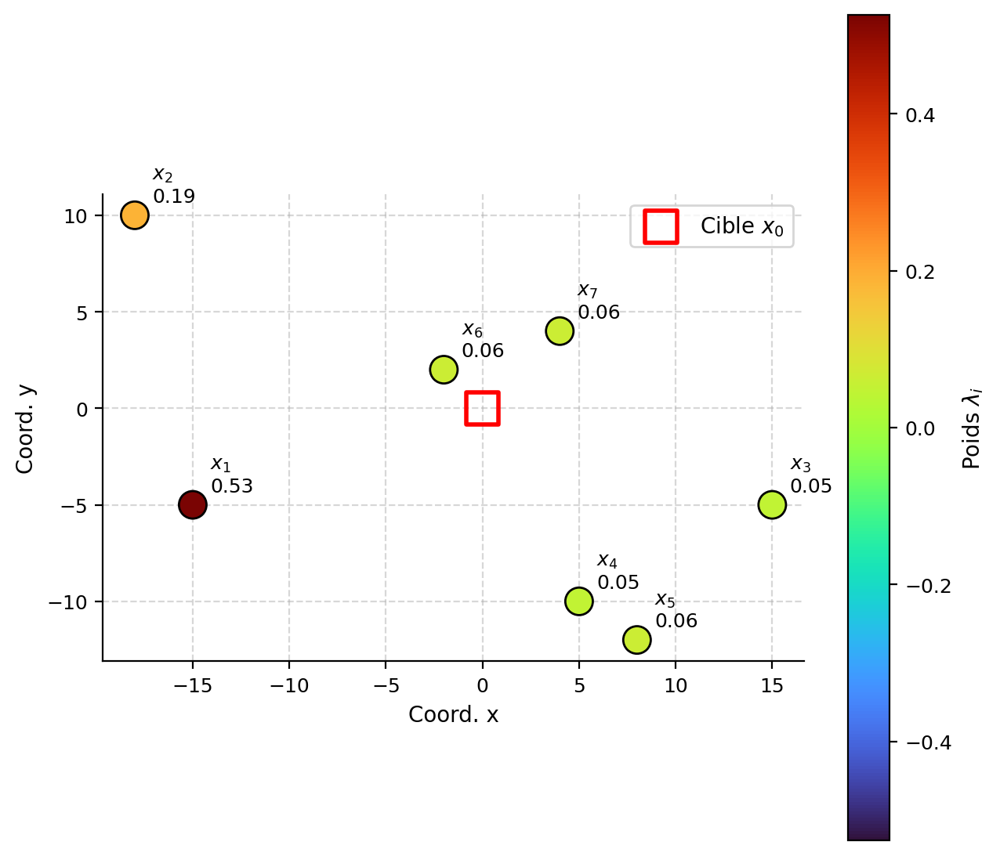 x₂
0.19
Cible x₀
x₇
0.06
x₆
0.06
x₁
0.53
x₃
0.05
x₄
0.05
x₅
0.06
10
5
0
−5
−10
Coord. y
−15
−10
−5
0
5
10
15
Coord. x
0.4
0.2
0.0
−0.2
−0.4
Poids λᵢ